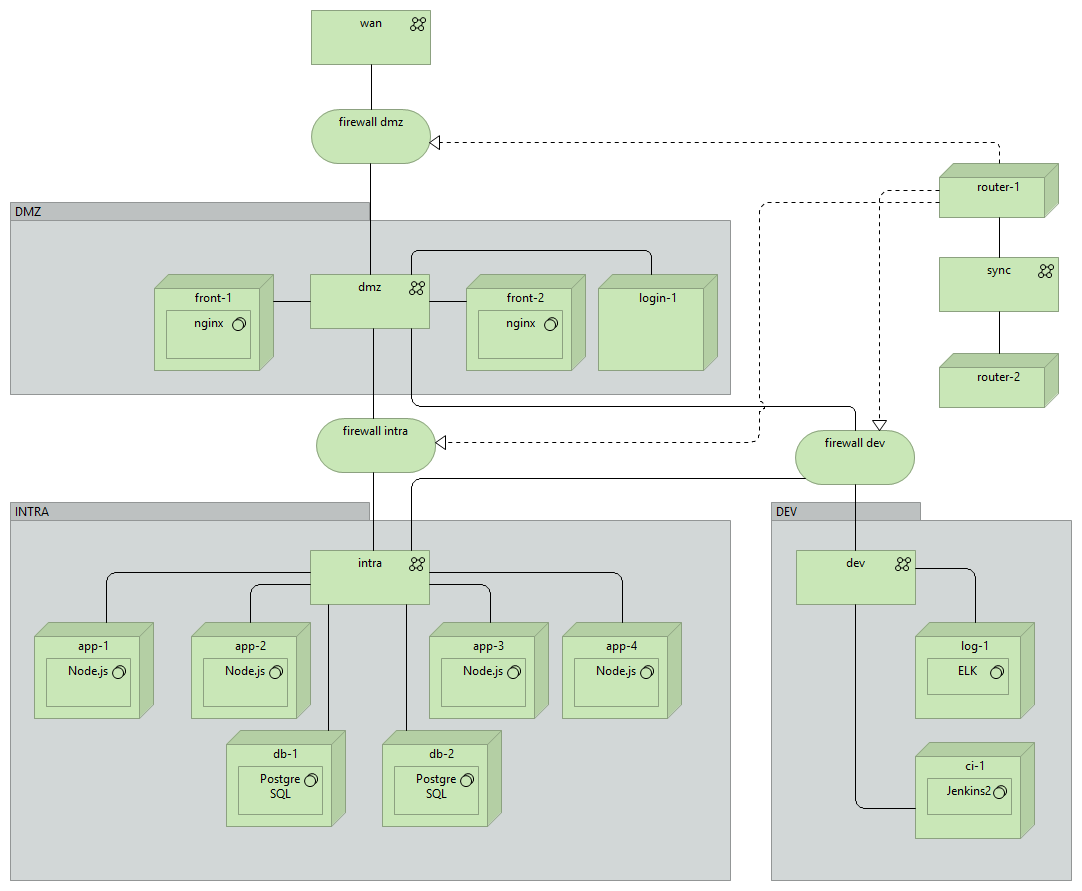 wan
firewall dmz
router-1
DMZ
sync
dmz
front-1
nginx
front-2
nginx
login-1
router-2
firewall intra
firewall dev
INTRA
DEV
intra
dev
app-1
Node.js
app-2
Node.js
app-3
Node.js
app-4
Node.js
log-1
ELK
db-1
Postgre
SQL
db-2
Postgre
SQL
ci-1
Jenkins2